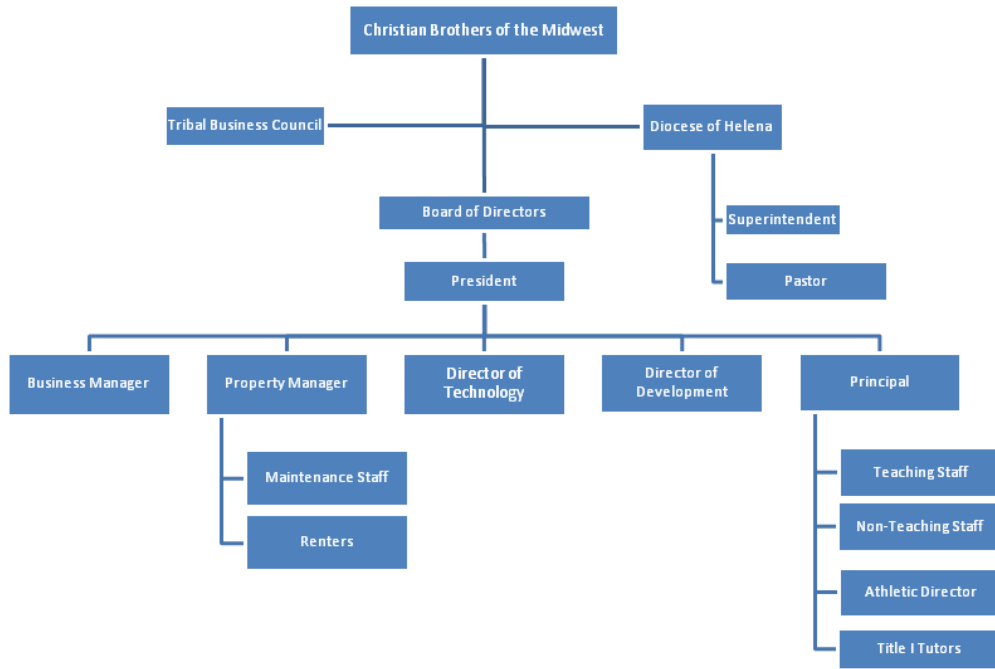 Christian Brothers of the Midwest
Tribal Business Council
Diocese of Helena
Board of Directors
Superintendent
President
Pastor
Business Manager
Property Manager
Director of
Technology
Director of
Development
Principal
Maintenance Staff
Teaching Staff
Renters
Non-Teaching Staff
Athletic Director
Title I Tutors